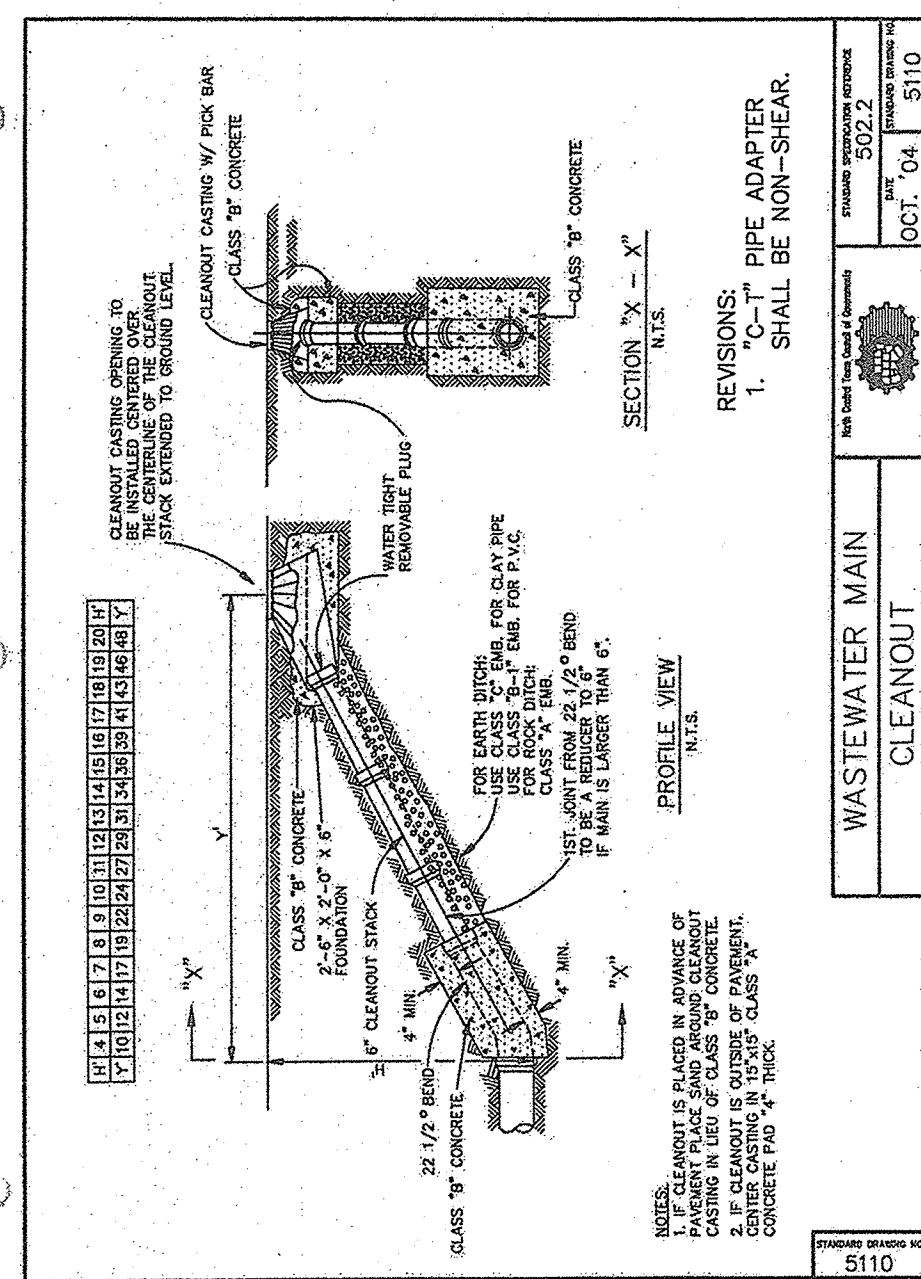 H' 4 5 6 7 8 9 10 11 12 13 14 15 16 17 18 19 20 H'
Y' 10 12 14 17 19 22 24 27 29 31 34 36 39 41 43 46 48 Y'
CLEANOUT CASTING OPENING TO
BE INSTALLED CENTERED OVER
THE CENTERLINE OF THE CLEANOUT
STACK EXTENDED TO GROUND LEVEL.
"X"
Y'
H
CLASS "B" CONCRETE
2'-6" X 2'-0" X 6"
FOUNDATION
6" CLEANOUT STACK
4" MIN.
22 1/2° BEND
CLASS "B" CONCRETE
4" MIN.
"X"
WATER TIGHT
REMOVABLE PLUG
FOR EARTH DITCH:
USE CLASS "C" EMB. FOR CLAY PIPE
USE CLASS "B-1" EMB. FOR P.V.C.
FOR ROCK DITCH:
CLASS "A" EMB.
1ST. JOINT FROM 22 1/2° BEND
TO BE A REDUCER TO 6"
IF MAIN IS LARGER THAN 6".
PROFILE VIEW
N.T.S.
CLEANOUT CASTING W/ PICK BAR
CLASS "B" CONCRETE
CLASS "B" CONCRETE
SECTION "X - X"
N.T.S.
NOTES:
1. IF CLEANOUT IS PLACED IN ADVANCE OF
PAVEMENT PLACE SAND AROUND CLEANOUT
CASTING IN LIEU OF CLASS "B" CONCRETE.
2. IF CLEANOUT IS OUTSIDE OF PAVEMENT,
CENTER CASTING IN 15"x15" CLASS "A"
CONCRETE PAD "4" THICK.
REVISIONS:
1. "C-T" PIPE ADAPTER
SHALL BE NON-SHEAR.
WASTEWATER MAIN
CLEANOUT
North Central Texas Council of Governments
STANDARD SPECIFICATION REFERENCE
502.2
DATE
OCT. '04
STANDARD DRAWING NO.
5110
STANDARD DRAWING NO.
5110